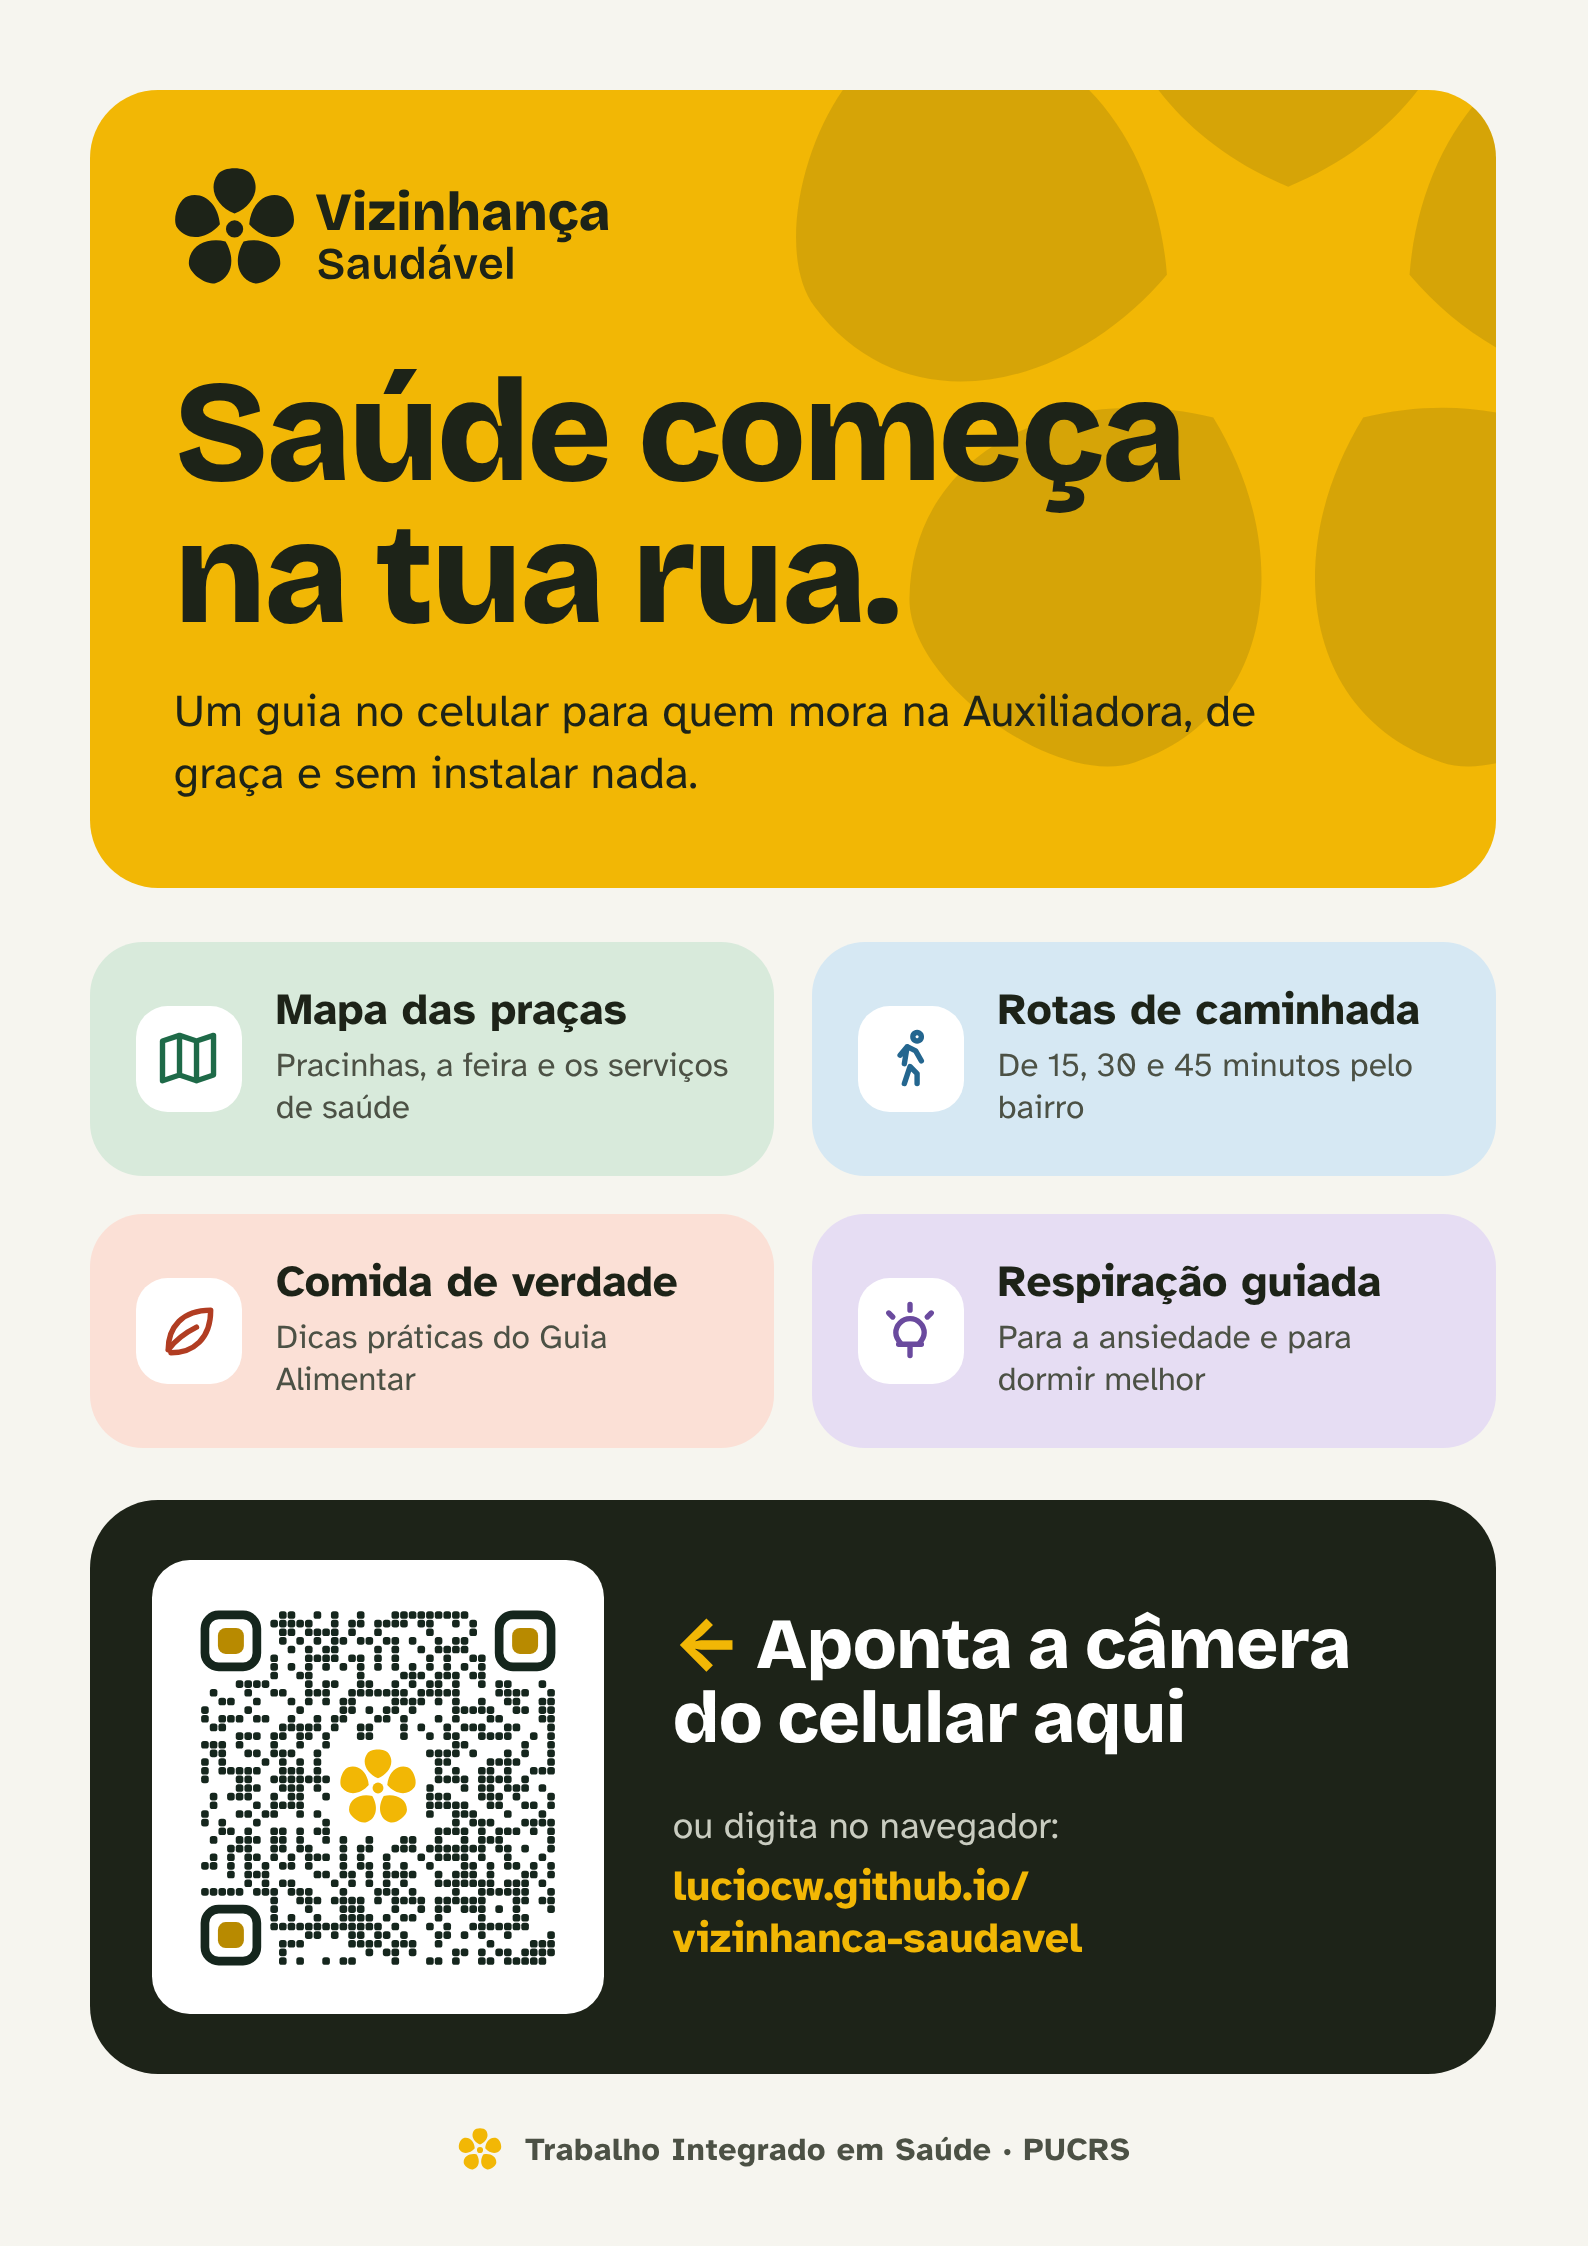 Vizinhança
Saudável
Saúde começa
na tua rua.
Um guia no celular para quem mora na Auxiliadora, de
graça e sem instalar nada.
Mapa das praças
Pracinhas, a feira e os serviços
de saúde
Rotas de caminhada
De 15, 30 e 45 minutos pelo
bairro
Comida de verdade
Dicas práticas do Guia
Alimentar
Respiração guiada
Para a ansiedade e para
dormir melhor
← Aponta a câmera
do celular aqui
ou digita no navegador:
luciocw.github.io/
vizinhanca-saudavel
Trabalho Integrado em Saúde · PUCRS